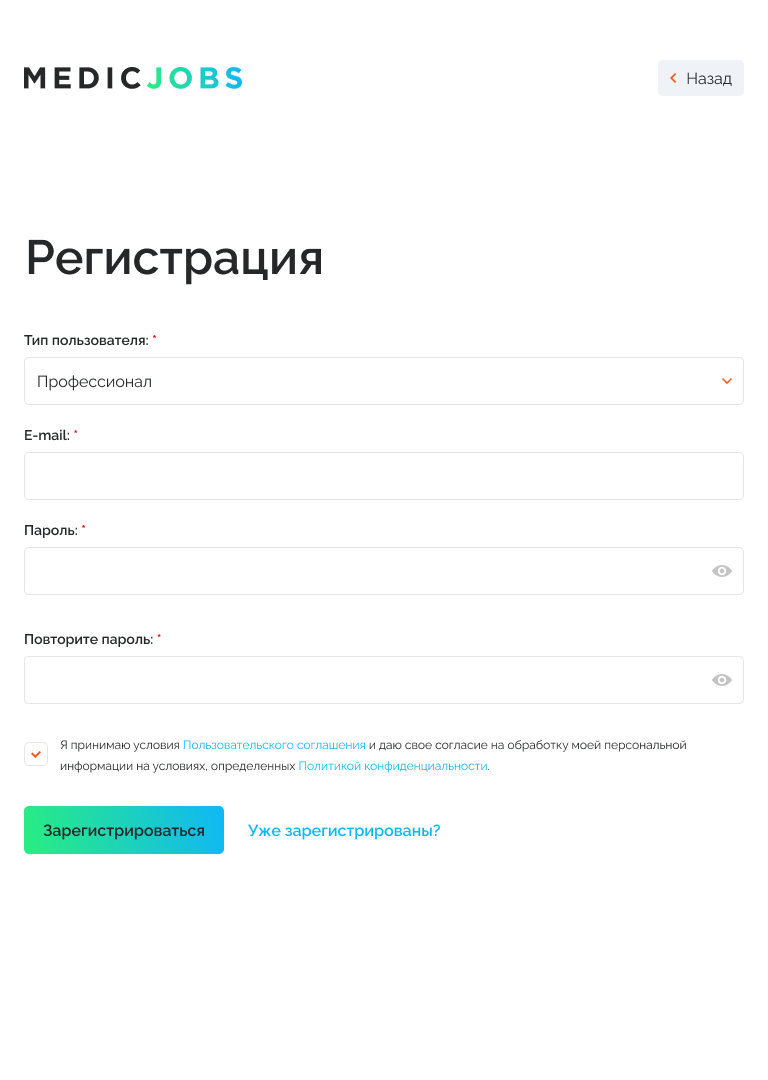 MEDICJOBS
Назад
Регистрация
Тип пользователя: *
Профессионал
E-mail: *
Пароль: *
Повторите пароль: *
Я принимаю условия Пользовательского соглашения и даю свое согласие на обработку моей персональной
информации на условиях, определенных Политикой конфиденциальности.
Зарегистрироваться
Уже зарегистрированы?